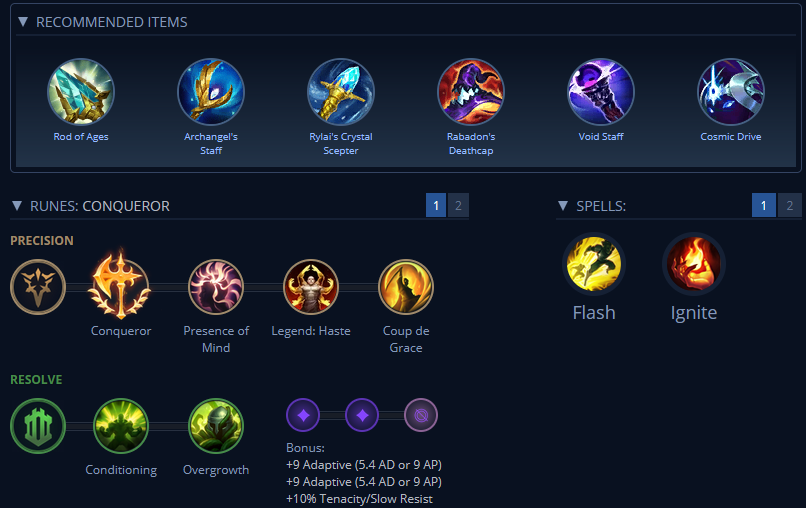 RECOMMENDED ITEMS
Rod of Ages
Archangel's
Staff
Rylai's Crystal
Scepter
Rabadon's
Deathcap
Void Staff
Cosmic Drive
RUNES: CONQUEROR
1 2
SPELLS:
1 2
PRECISION
Conqueror
Presence of
Mind
Legend: Haste
Coup de
Grace
Flash
Ignite
RESOLVE
Conditioning
Overgrowth
Bonus:
+9 Adaptive (5.4 AD or 9 AP)
+9 Adaptive (5.4 AD or 9 AP)
+10% Tenacity/Slow Resist